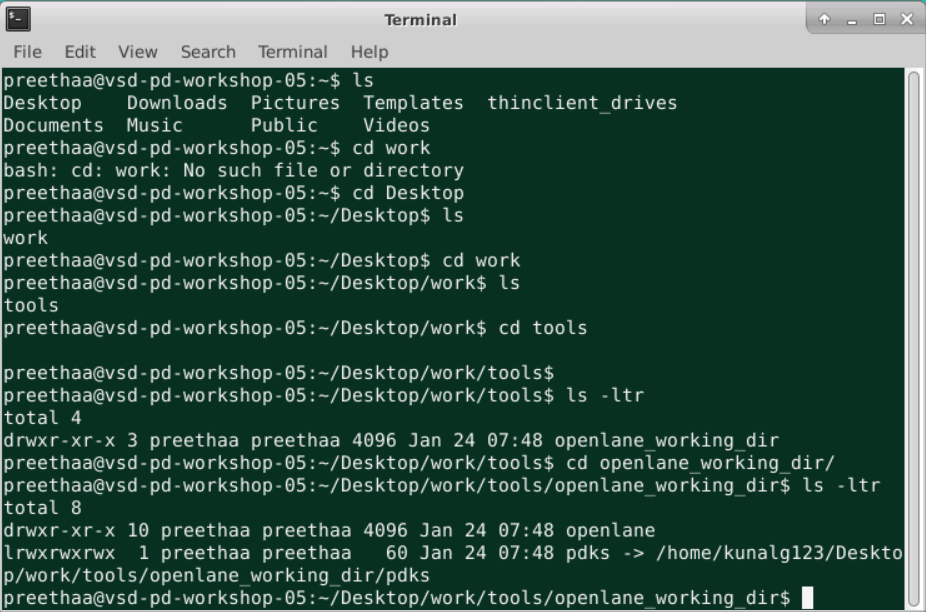 Terminal
File Edit View Search Terminal Help
preethaa@vsd-pd-workshop-05:~$ ls
Desktop    Downloads  Pictures  Templates  thinclient_drives
Documents  Music      Public    Videos
preethaa@vsd-pd-workshop-05:~$ cd work
bash: cd: work: No such file or directory
preethaa@vsd-pd-workshop-05:~$ cd Desktop
preethaa@vsd-pd-workshop-05:~/Desktop$ ls
work
preethaa@vsd-pd-workshop-05:~/Desktop$ cd work
preethaa@vsd-pd-workshop-05:~/Desktop/work$ ls
tools
preethaa@vsd-pd-workshop-05:~/Desktop/work$ cd tools
preethaa@vsd-pd-workshop-05:~/Desktop/work/tools$
preethaa@vsd-pd-workshop-05:~/Desktop/work/tools$ ls -ltr
total 4
drwxr-xr-x 3 preethaa preethaa 4096 Jan 24 07:48 openlane_working_dir
preethaa@vsd-pd-workshop-05:~/Desktop/work/tools$ cd openlane_working_dir/
preethaa@vsd-pd-workshop-05:~/Desktop/work/tools/openlane_working_dir$ ls -ltr
total 8
drwxr-xr-x 10 preethaa preethaa 4096 Jan 24 07:48 openlane
lrwxrwxrwx  1 preethaa preethaa   60 Jan 24 07:48 pdks -> /home/kunalg123/Deskto
p/work/tools/openlane_working_dir/pdks
preethaa@vsd-pd-workshop-05:~/Desktop/work/tools/openlane_working_dir$